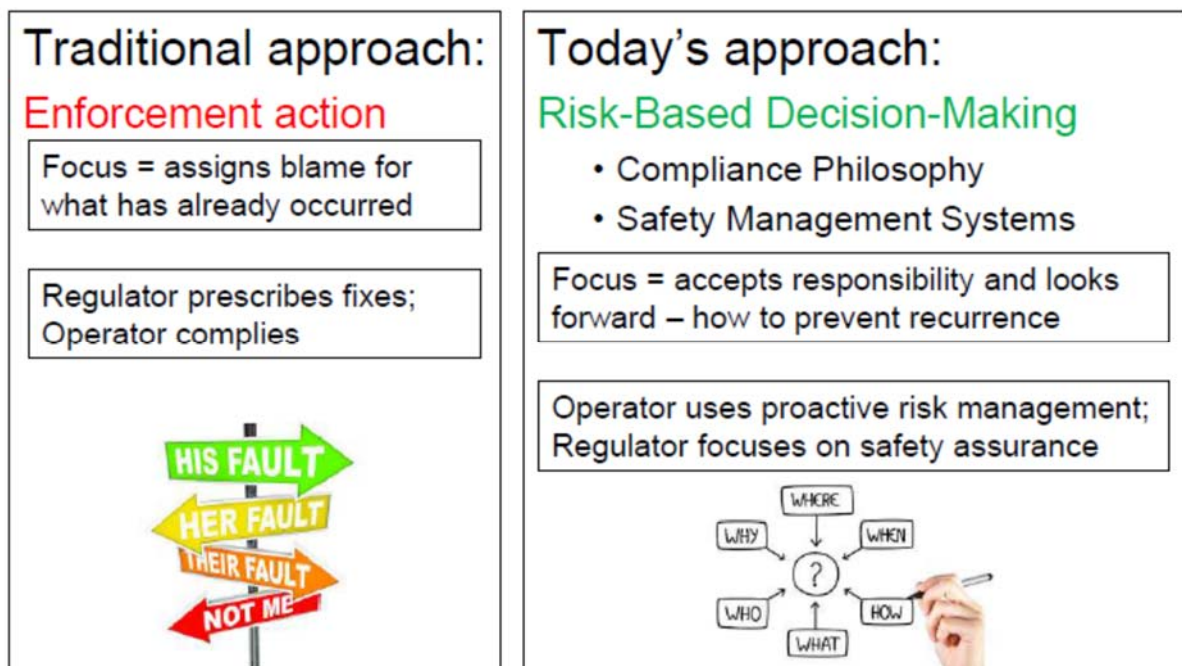 Traditional approach:
Enforcement action
Focus = assigns blame for
what has already occurred
Regulator prescribes fixes;
Operator complies
HIS FAULT
HER FAULT
THEIR FAULT
NOT ME
Today's approach:
Risk-Based Decision-Making
• Compliance Philosophy
• Safety Management Systems
Focus = accepts responsibility and looks
forward – how to prevent recurrence
Operator uses proactive risk management;
Regulator focuses on safety assurance
WHERE
WHY
WHEN
?
WHO
HOW
WHAT